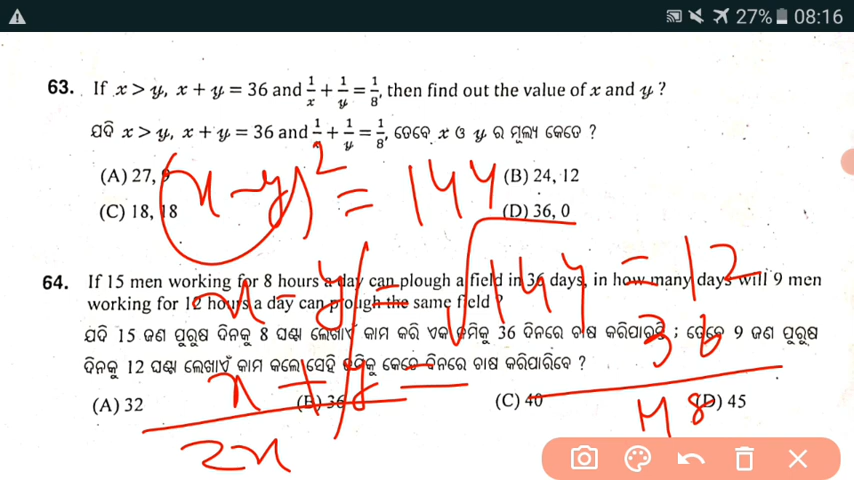 27% 08:16
63. If x > y, x + y = 36 and 1/x + 1/y = 1/8, then find out the value of x and y ?
ଯଦି x > y, x + y = 36 and 1/x + 1/y = 1/8, ତେବେ x ଓ y ର ମୂଲ୍ୟ କେତେ ?
(A) 27, 9 (B) 24, 12
(x - y)² = 144
(C) 18, 18 (D) 36, 0
64. If 15 men working for 8 hours a day can plough a field in 36 days, in how many days will 9 men
x - y = √144 = 12
working for 12 hours a day can plough the same field ?
ଯଦି 15 ଜଣ ପୁରୁଷ ଦିନକୁ 8 ଘଣ୍ଟା ଲେଖାଏଁ କାମ କରି ଏକ ଜମିକୁ 36 ଦିନରେ ଚାଷ କରିପାରନ୍ତି ; ତେବେ 9 ଜଣ ପୁରୁଷ
ଦିନକୁ 12 ଘଣ୍ଟା ଲେଖାଏଁ କାମ କଲେ ସେହି ଜମିକୁ କେତେ ଦିନରେ ଚାଷ କରିପାରିବେ ?
x + y = 36
(A) 32 (B) 36 (C) 40 (D) 45
2x 48